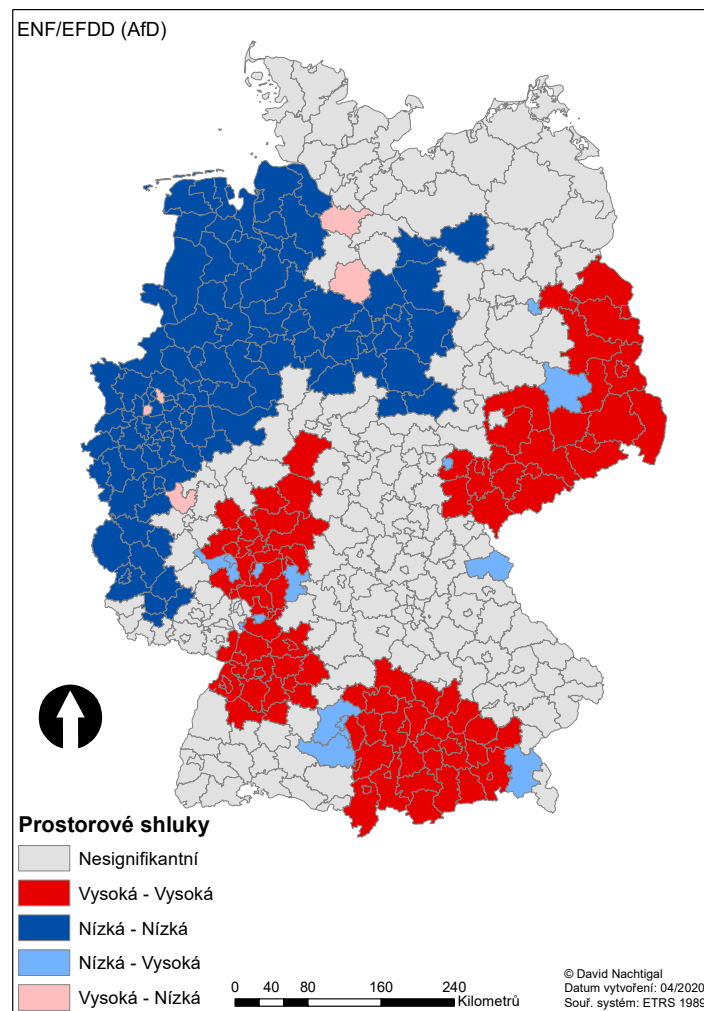 ENF/EFDD (AfD)
Prostorové shluky
Nesignifikantní
Vysoká - Vysoká
Nízká - Nízká
Nízká - Vysoká
Vysoká - Nízká
0 40 80 160 240
Kilometrů
© David Nachtigal
Datum vytvoření: 04/2020
Souř. systém: ETRS 1989